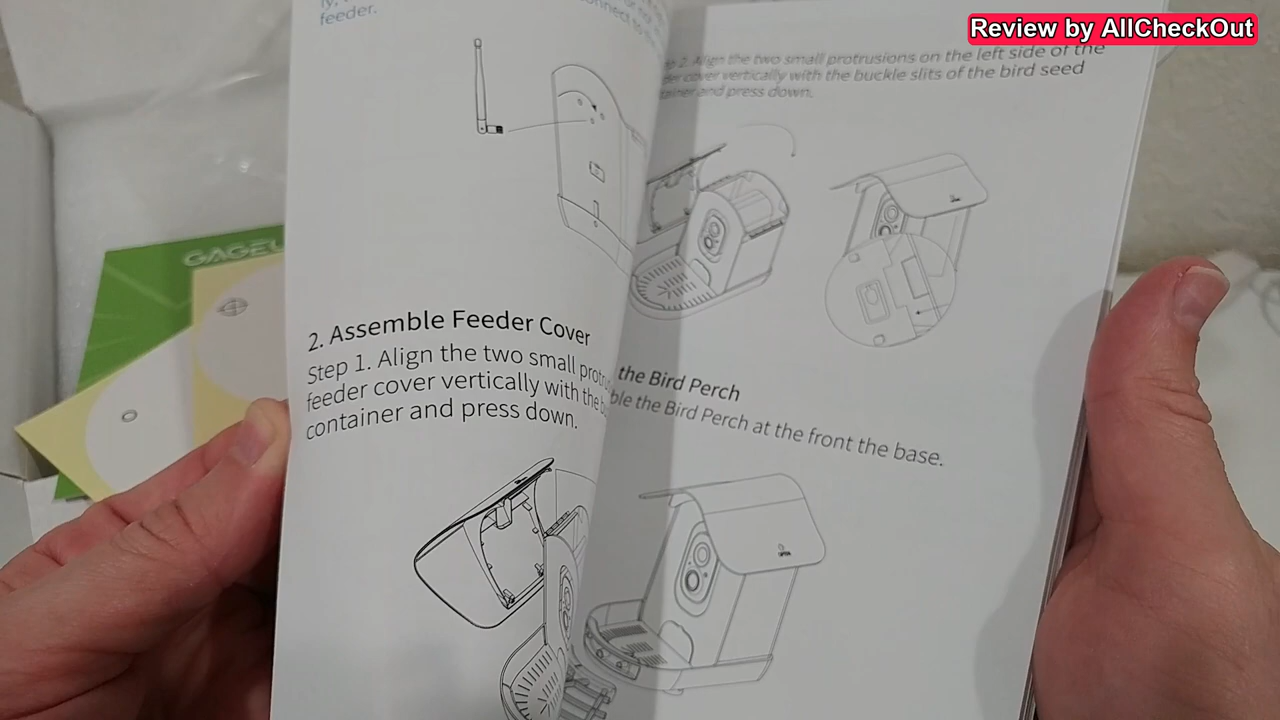 Review by AllCheckOut
feeder.
2. Assemble Feeder Cover
Step 1. Align the two small
feeder cover vertically with the
container and press down.
2. Align the two small protrusions on the left side of the
cover vertically with the buckle slits of the bird seed
and press down.
the Bird Perch
the Bird Perch at the front the base.